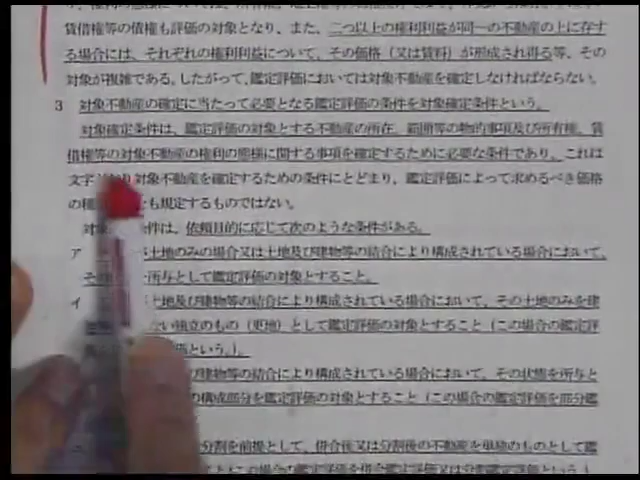 賃借権等の債権も評価の対象となり、また、二つ以上の権利利益が同一の不動産の上に存す
る場合には、それぞれの権利利益について、その価格（又は賃料）が形成され得る等、その
対象が複雑である。したがって、鑑定評価においては対象不動産を確定しなければならない。
3 対象不動産の確定に当たって必要となる鑑定評価の条件を対象確定条件という。
対象確定条件は、鑑定評価の対象とする不動産の所在、範囲等の物的事項及び所有権、賃
借権等の対象不動産の権利の態様に関する事項を確定するために必要な条件であり、これは
文字 り対象不動産を確定するための条件にとどまり、鑑定評価によって求めるべき価格
の種 も規定するものではない。
対 件は、依頼目的に応じて次のような条件がある。
ア 土地のみの場合又は土地及び建物等の結合により構成されている場合において、
その 所与として鑑定評価の対象とすること。
イ 土地及び建物等の結合により構成されている場合において、その土地のみを建
ない独立のもの（更地）として鑑定評価の対象とすること（この場合の鑑定評
価という。）。
建物等の結合により構成されている場合において、その状態を所与と
の構成部分を鑑定評価の対象とすること（この場合の鑑定評価を部分鑑
分割を前提として、併合後又は分割後の不動産を単独のものとして鑑